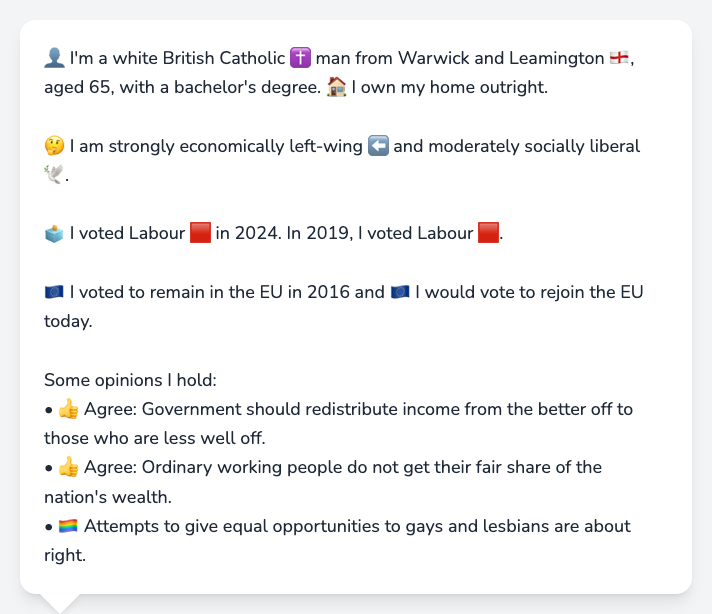 👤 I'm a white British Catholic ✝️ man from Warwick and Leamington 🏴󠁧󠁢󠁥󠁮󠁧󠁿,
aged 65, with a bachelor's degree. 🏠 I own my home outright.
🤔 I am strongly economically left-wing ⬅️ and moderately socially liberal
🕊️.
🗳️ I voted Labour 🟥 in 2024. In 2019, I voted Labour 🟥.
🇪🇺 I voted to remain in the EU in 2016 and 🇪🇺 I would vote to rejoin the EU
today.
Some opinions I hold:
• 👍 Agree: Government should redistribute income from the better off to
those who are less well off.
• 👍 Agree: Ordinary working people do not get their fair share of the
nation's wealth.
• 🏳️‍🌈 Attempts to give equal opportunities to gays and lesbians are about
right.